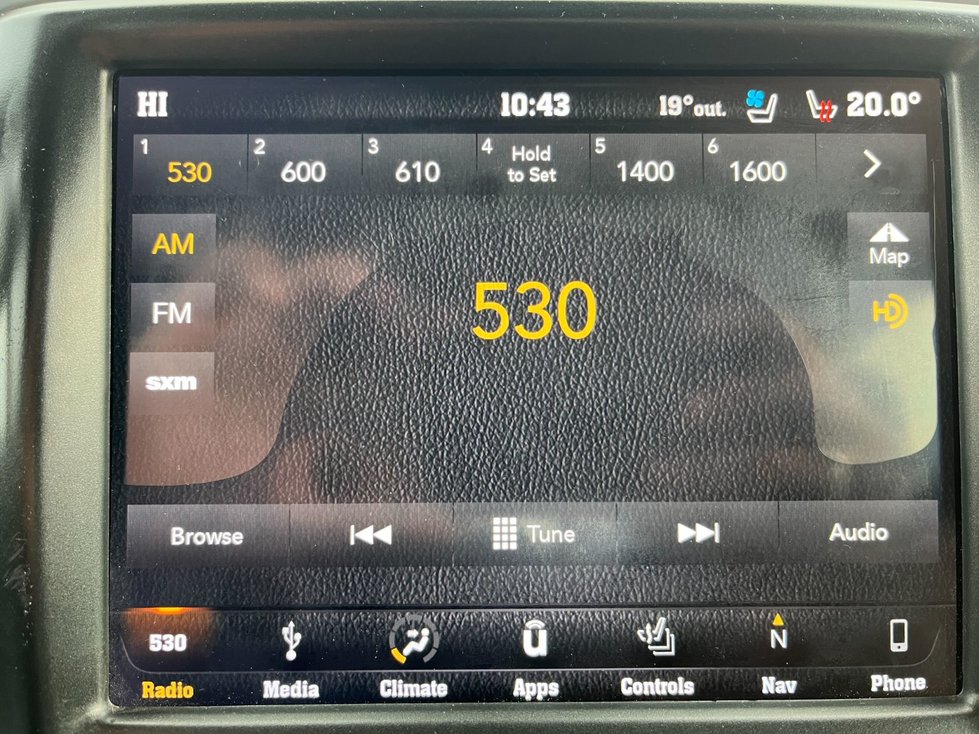 HI 10:43 19°out. 20.0°
1 530 2 600 3 610 4 Hold to Set 5 1400 6 1600
AM
Map
530
FM
HD
sxm
Browse Tune Audio
530 u N
Radio Media Climate Apps Controls Nav Phone